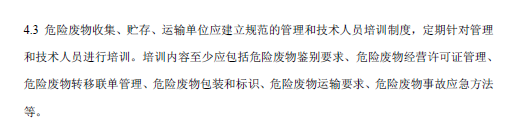 4.3 危险废物收集、贮存、运输单位应建立规范的管理和技术人员培训制度，定期针对管理
和技术人员进行培训。培训内容至少应包括危险废物鉴别要求、危险废物经营许可证管理、
危险废物转移联单管理、危险废物包装和标识、危险废物运输要求、危险废物事故应急方法
等。